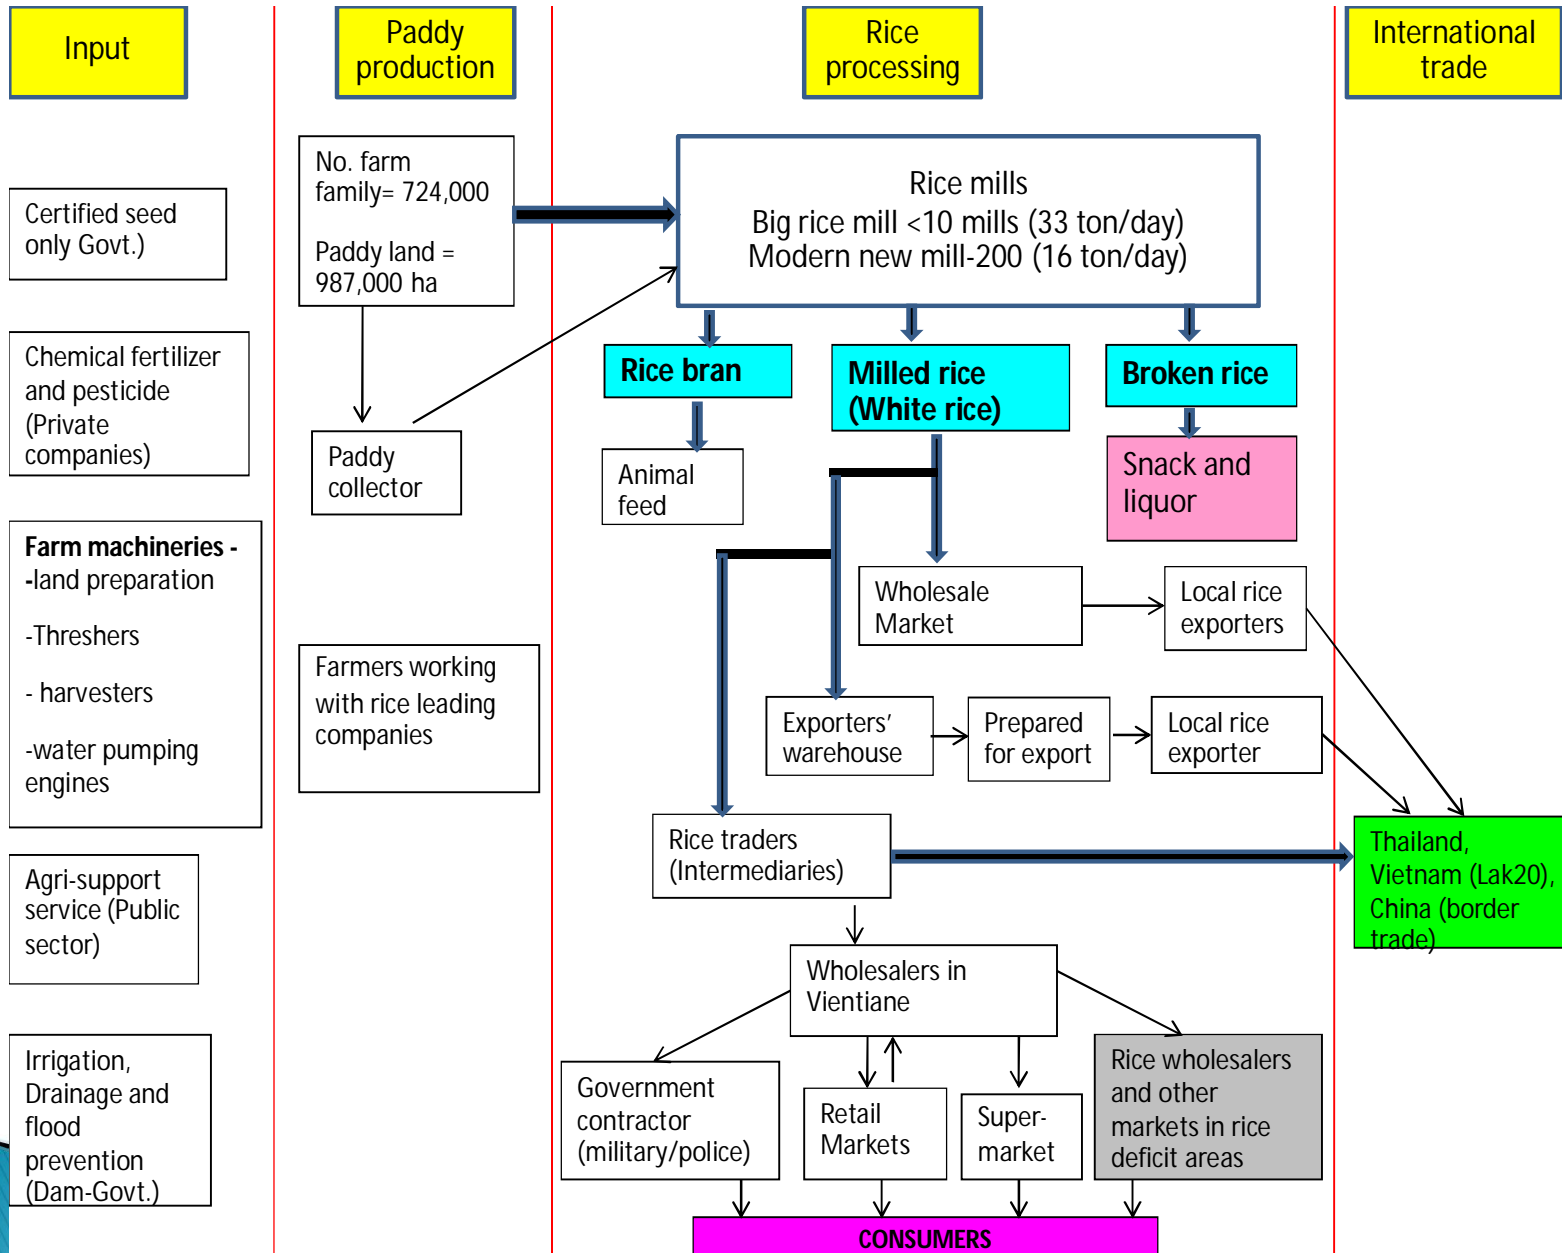 Input
Paddy
production
Rice
processing
International
trade
Certified seed
only Govt.)
Chemical fertilizer
and pesticide
(Private
companies)
Farm machineries -
-land preparation
-Threshers
- harvesters
-water pumping
engines
Agri-support
service (Public
sector)
Irrigation,
Drainage and
flood
prevention
(Dam-Govt.)
No. farm
family= 724,000
Paddy land =
987,000 ha
Paddy
collector
Farmers working
with rice leading
companies
Rice mills
Big rice mill <10 mills (33 ton/day)
Modern new mill-200 (16 ton/day)
Rice bran
Milled rice
(White rice)
Broken rice
Animal
feed
Snack and
liquor
Wholesale
Market
Local rice
exporters
Exporters’
warehouse
Prepared
for export
Local rice
exporter
Rice traders
(Intermediaries)
Thailand,
Vietnam (Lak20),
China (border
trade)
Wholesalers in
Vientiane
Government
contractor
(military/police)
Retail
Markets
Super-
market
Rice wholesalers
and other
markets in rice
deficit areas
CONSUMERS